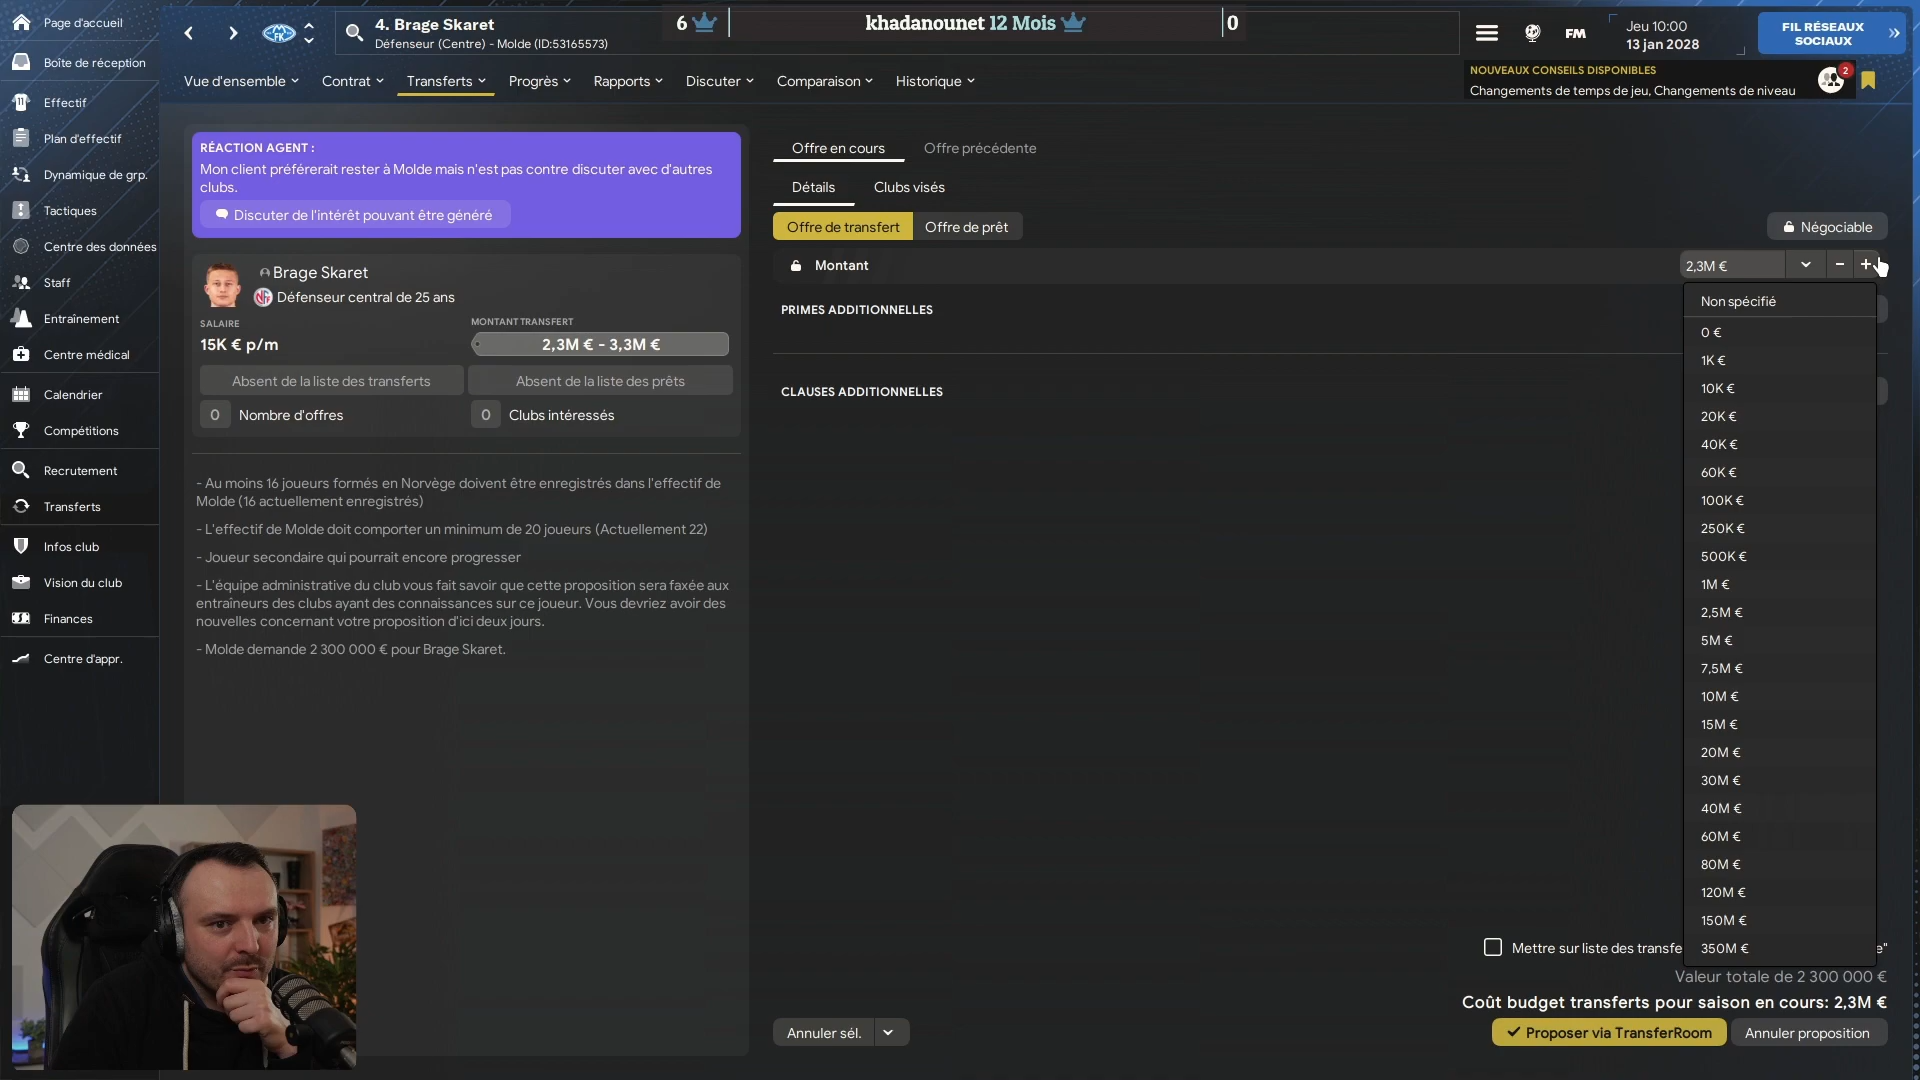 Page d'accueil
Boîte de réception
Effectif
Plan d'effectif
Dynamique de grp.
Tactiques
Centre des données
Staff
Entraînement
Centre médical
Calendrier
Compétitions
Recrutement
Transferts
Infos club
Vision du club
Finances
Centre d'appr.
4. Brage Skaret
Défenseur (Centre) - Molde (ID:53165573)
6
khadanounet 12 Mois
0
FM
Jeu 10:00
13 jan 2028
FIL RÉSEAUX
SOCIAUX
Vue d'ensemble
Contrat
Transferts
Progrès
Rapports
Discuter
Comparaison
Historique
NOUVEAUX CONSEILS DISPONIBLES
Changements de temps de jeu, Changements de niveau
2
RÉACTION AGENT :
Mon client préférerait rester à Molde mais n'est pas contre discuter avec d'autres
clubs.
Discuter de l'intérêt pouvant être généré
Brage Skaret
Défenseur central de 25 ans
SALAIRE
15K € p/m
MONTANT TRANSFERT
2,3M € - 3,3M €
Absent de la liste des transferts
Absent de la liste des prêts
0 Nombre d'offres
0 Clubs intéressés
- Au moins 16 joueurs formés en Norvège doivent être enregistrés dans l'effectif de
Molde (16 actuellement enregistrés)
- L'effectif de Molde doit comporter un minimum de 20 joueurs (Actuellement 22)
- Joueur secondaire qui pourrait encore progresser
- L'équipe administrative du club vous fait savoir que cette proposition sera faxée aux
entraîneurs des clubs ayant des connaissances sur ce joueur. Vous devriez avoir des
nouvelles concernant votre proposition d'ici deux jours.
- Molde demande 2 300 000 € pour Brage Skaret.
Offre en cours
Offre précédente
Détails
Clubs visés
Offre de transfert
Offre de prêt
Négociable
Montant
2,3M €
PRIMES ADDITIONNELLES
CLAUSES ADDITIONNELLES
Non spécifié
0 €
1K €
10K €
20K €
40K €
60K €
100K €
250K €
500K €
1M €
2,5M €
5M €
7,5M €
10M €
15M €
20M €
30M €
40M €
60M €
80M €
120M €
150M €
350M €
Mettre sur liste des transfe
e"
Valeur totale de 2 300 000 €
Coût budget transferts pour saison en cours: 2,3M €
Annuler sél.
Proposer via TransferRoom
Annuler proposition